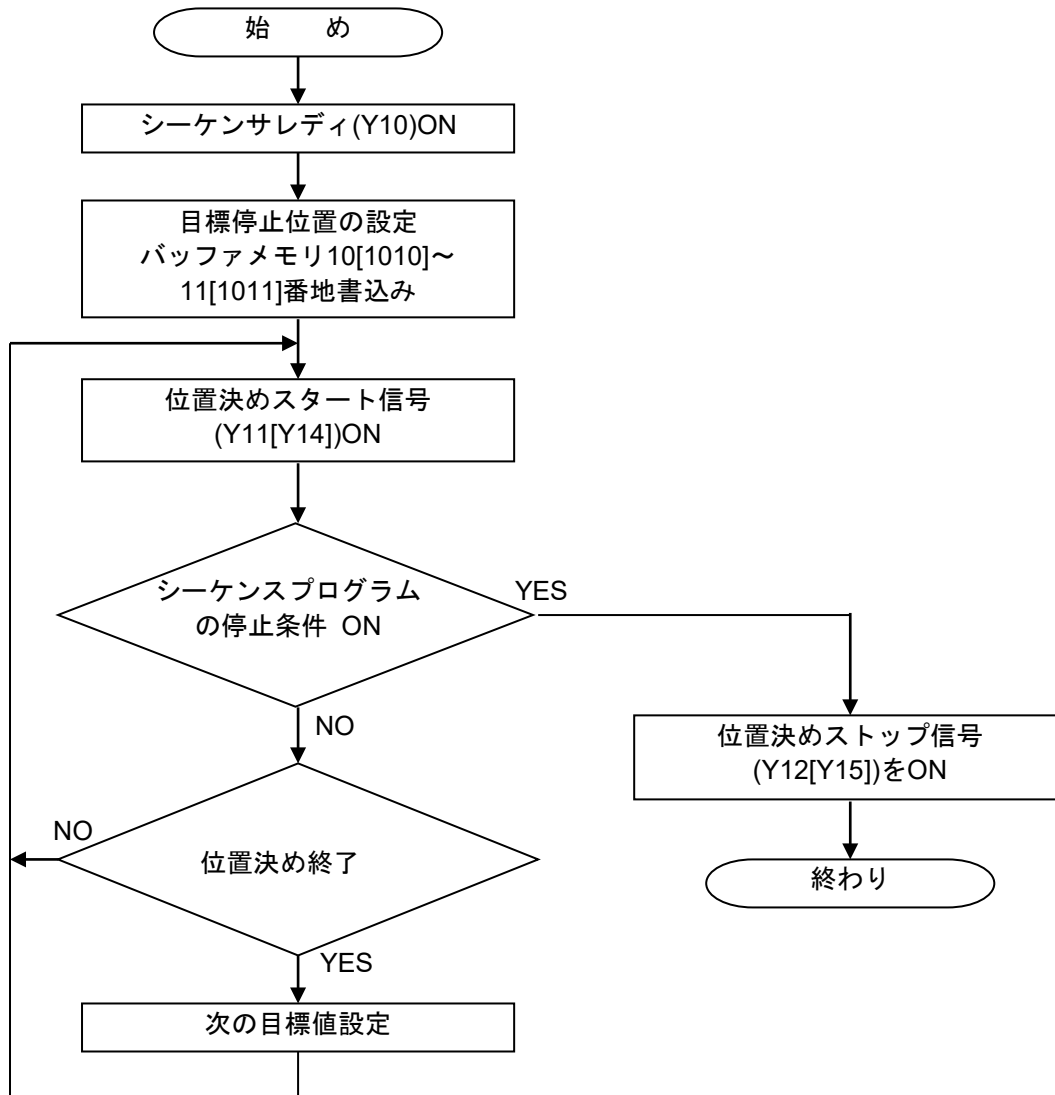 始　　め
シーケンサレディ(Y10)ON
目標停止位置の設定
バッファメモリ10[1010]～
11[1011]番地書込み
位置決めスタート信号
(Y11[Y14])ON
シーケンスプログラム
の停止条件 ON
YES
NO
位置決めストップ信号
(Y12[Y15])をON
NO
位置決め終了
終わり
YES
次の目標値設定